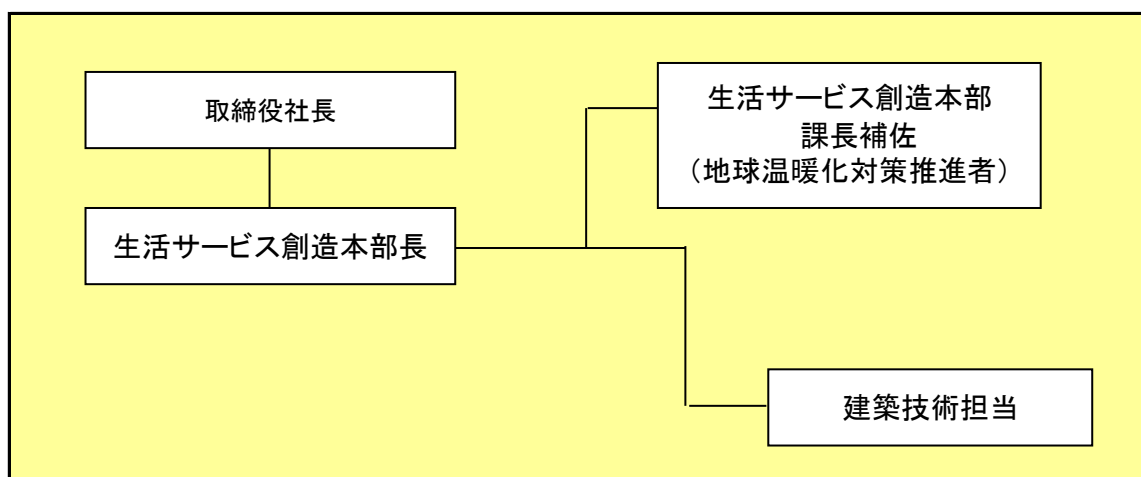 取締役社長
生活サービス創造本部長
生活サービス創造本部
課長補佐
（地球温暖化対策推進者）
建築技術担当